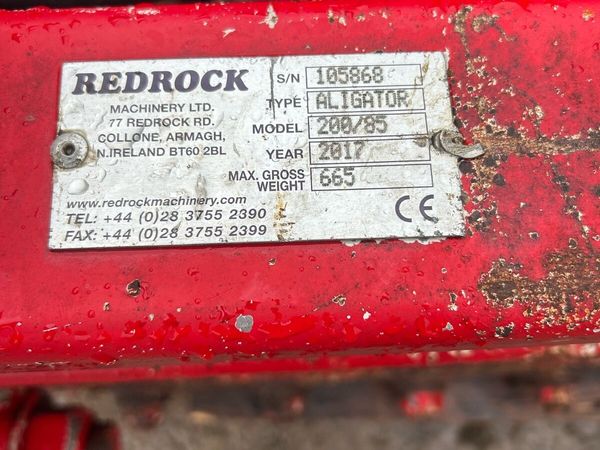 REDROCK
MACHINERY LTD.
77 REDROCK RD.
COLLONE, ARMAGH,
N.IRELAND BT60 2BL
S/N 105868
TYPE ALIGATOR
MODEL 200/85
YEAR 2017
MAX. GROSS WEIGHT 665
www.redrockmachinery.com
TEL: +44 (0)28 3755 2390
FAX: +44 (0)28 3755 2399
CE